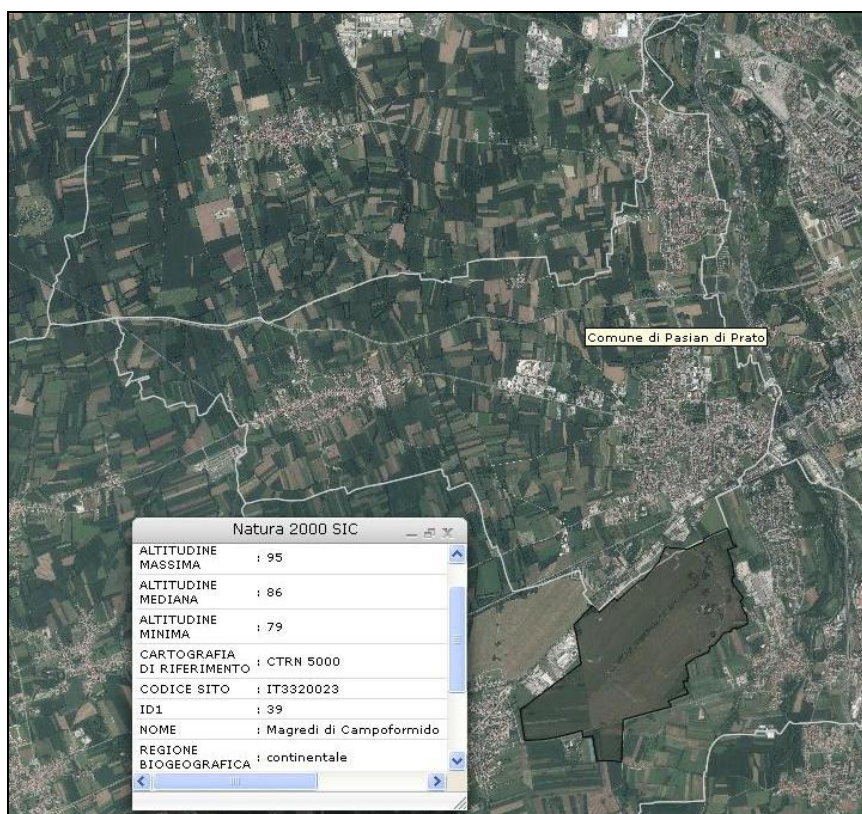 Comune di Pasian di Prato
Natura 2000 SIC
ALTITUDINE
MASSIMA : 95
ALTITUDINE
MEDIANA : 86
ALTITUDINE
MINIMA : 79
CARTOGRAFIA
DI RIFERIMENTO : CTRN 5000
CODICE SITO : IT3320023
ID1 : 39
NOME : Magredi di Campoformido
REGIONE
BIOGEOGRAFICA : continentale